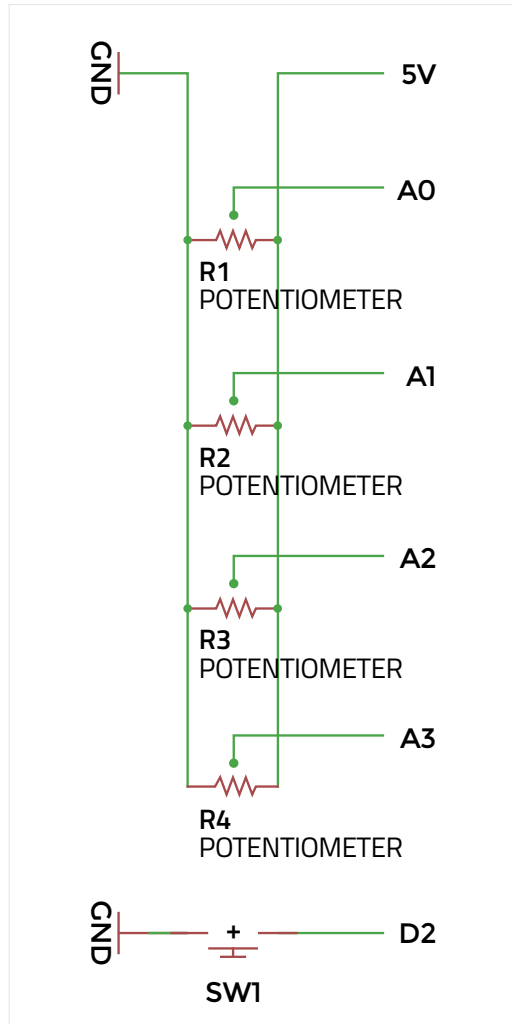 GND
5V
A0
R1
POTENTIOMETER
A1
R2
POTENTIOMETER
A2
R3
POTENTIOMETER
A3
R4
POTENTIOMETER
GND
+
D2
SW1